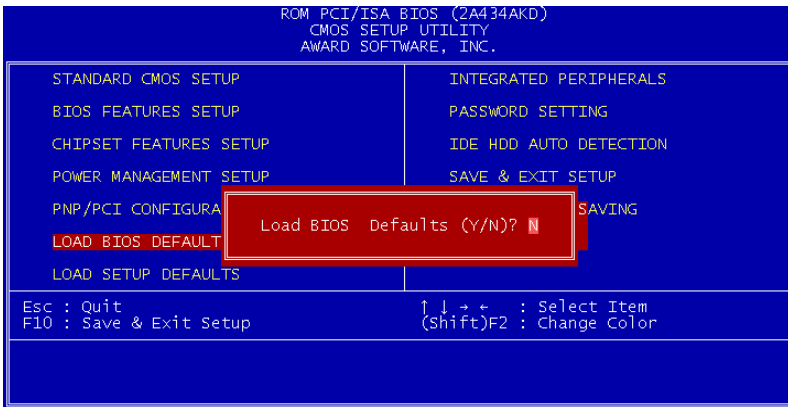 ROM PCI/ISA BIOS (2A434AKD)
CMOS SETUP UTILITY
AWARD SOFTWARE, INC.
STANDARD CMOS SETUP
BIOS FEATURES SETUP
CHIPSET FEATURES SETUP
POWER MANAGEMENT SETUP
PNP/PCI CONFIGURA
LOAD BIOS DEFAULT
LOAD SETUP DEFAULTS
INTEGRATED PERIPHERALS
PASSWORD SETTING
IDE HDD AUTO DETECTION
SAVE & EXIT SETUP
SAVING
Load BIOS  Defaults (Y/N)? N
Esc : Quit
F10 : Save & Exit Setup
↑ ↓ → ← : Select Item
(Shift)F2 : Change Color